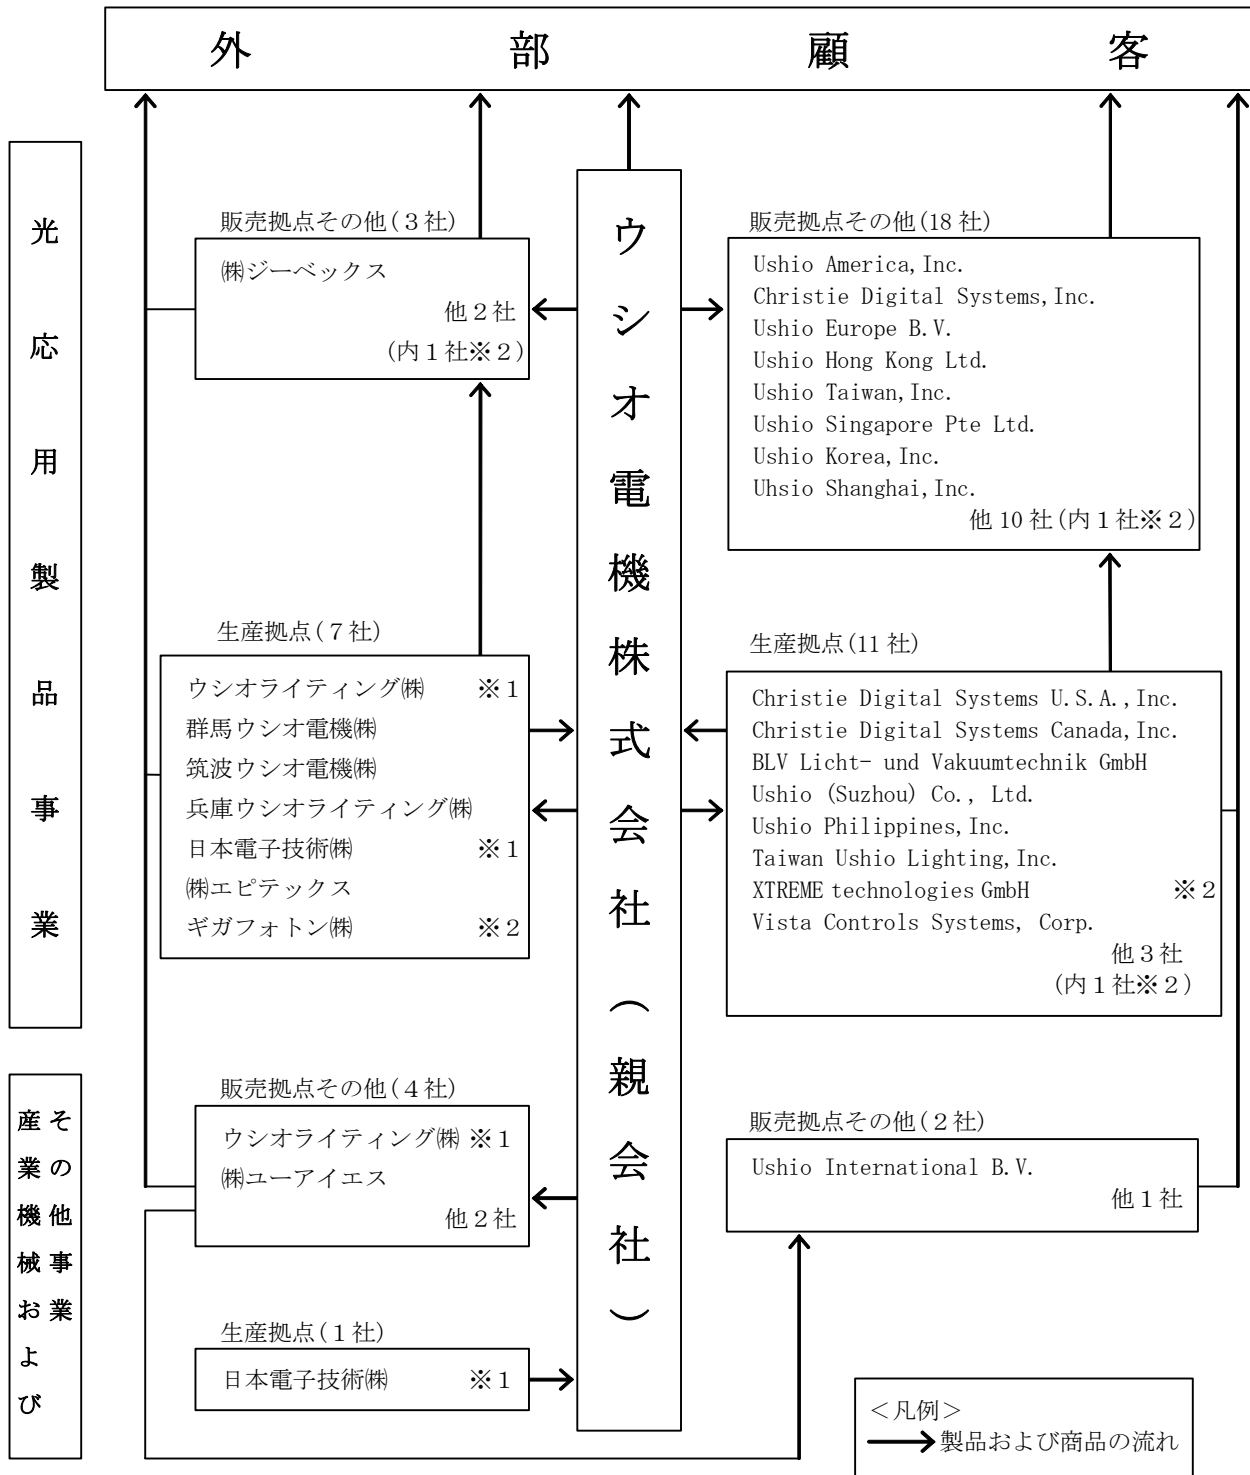 外部顧客
光応用製品事業
販売拠点その他(３社)
㈱ジーベックス
他２社
(内１社※２)
生産拠点(７社)
ウシオライティング㈱ ※１
群馬ウシオ電機㈱
筑波ウシオ電機㈱
兵庫ウシオライティング㈱
日本電子技術㈱ ※１
㈱エピテックス
ギガフォトン㈱ ※２
ウシオ電機株式会社（親会社）
販売拠点その他(18社)
Ushio America,Inc.
Christie Digital Systems,Inc.
Ushio Europe B.V.
Ushio Hong Kong Ltd.
Ushio Taiwan,Inc.
Ushio Singapore Pte Ltd.
Ushio Korea,Inc.
Uhsio Shanghai,Inc.
他10社(内１社※２)
生産拠点(11社)
Christie Digital Systems U.S.A.,Inc.
Christie Digital Systems Canada,Inc.
BLV Licht- und Vakuumtechnik GmbH
Ushio (Suzhou) Co., Ltd.
Ushio Philippines,Inc.
Taiwan Ushio Lighting,Inc.
XTREME technologies GmbH ※２
Vista Controls Systems, Corp.
他３社
(内１社※２)
産業機械および
その他事業
販売拠点その他(４社)
ウシオライティング㈱ ※１
㈱ユーアイエス
他２社
生産拠点(１社)
日本電子技術㈱ ※１
販売拠点その他(２社)
Ushio International B.V.
他１社
＜凡例＞
製品および商品の流れ